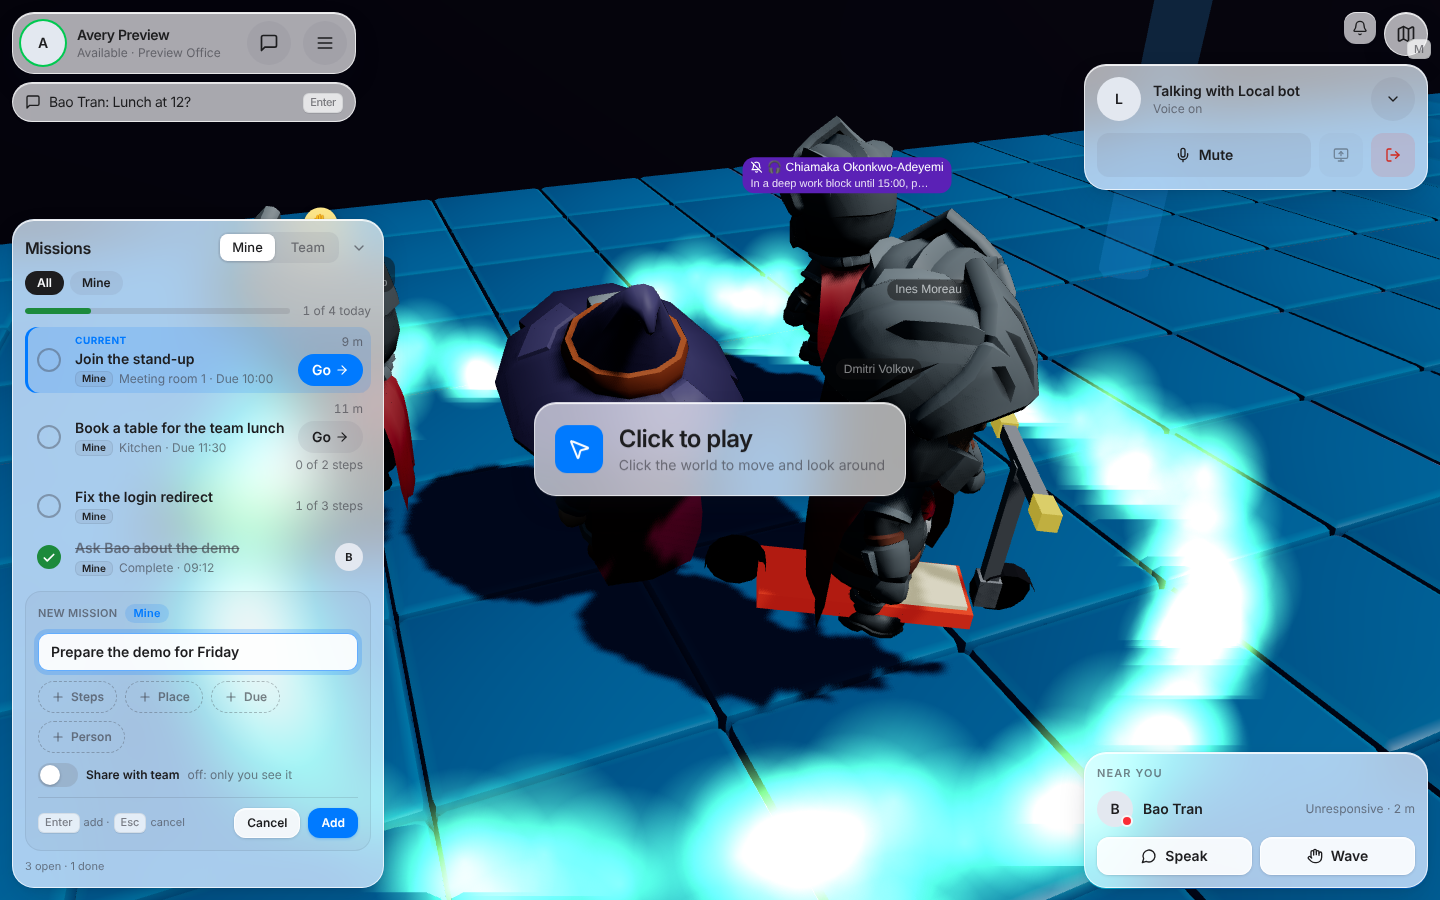 A
Avery Preview
Available · Preview Office
Bao Tran: Lunch at 12?
Enter
M
L
Talking with Local bot
Voice on
Mute
Chiamaka Okonkwo-Adeyemi
In a deep work block until 15:00, p…
Ines Moreau
Dmitri Volkov
Missions
Mine
Team
All
Mine
1 of 4 today
CURRENT
9 m
Join the stand-up
Go →
Mine
Meeting room 1 · Due 10:00
11 m
Book a table for the team lunch
Go →
Mine
Kitchen · Due 11:30
0 of 2 steps
Fix the login redirect
Mine
1 of 3 steps
Ask Bao about the demo
Mine
Complete · 09:12
B
NEW MISSION
Mine
Prepare the demo for Friday
+ Steps
+ Place
+ Due
+ Person
Share with team
off: only you see it
Enter add · Esc cancel
Cancel
Add
3 open · 1 done
Click to play
Click the world to move and look around
NEAR YOU
B
Bao Tran
Unresponsive · 2 m
Speak
Wave